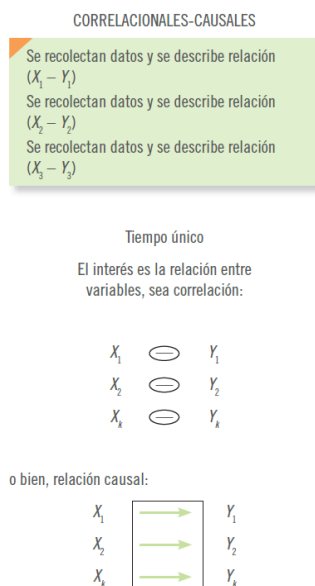 CORRELACIONALES-CAUSALES
Se recolectan datos y se describe relación
(X₁ – Y₁)
Se recolectan datos y se describe relación
(X₂ – Y₂)
Se recolectan datos y se describe relación
(X₃ – Y₃)
Tiempo único
El interés es la relación entre
variables, sea correlación:
X₁ — Y₁
X₂ — Y₂
Xₖ — Yₖ
o bien, relación causal:
X₁ → Y₁
X₂ → Y₂
Xₖ → Yₖ